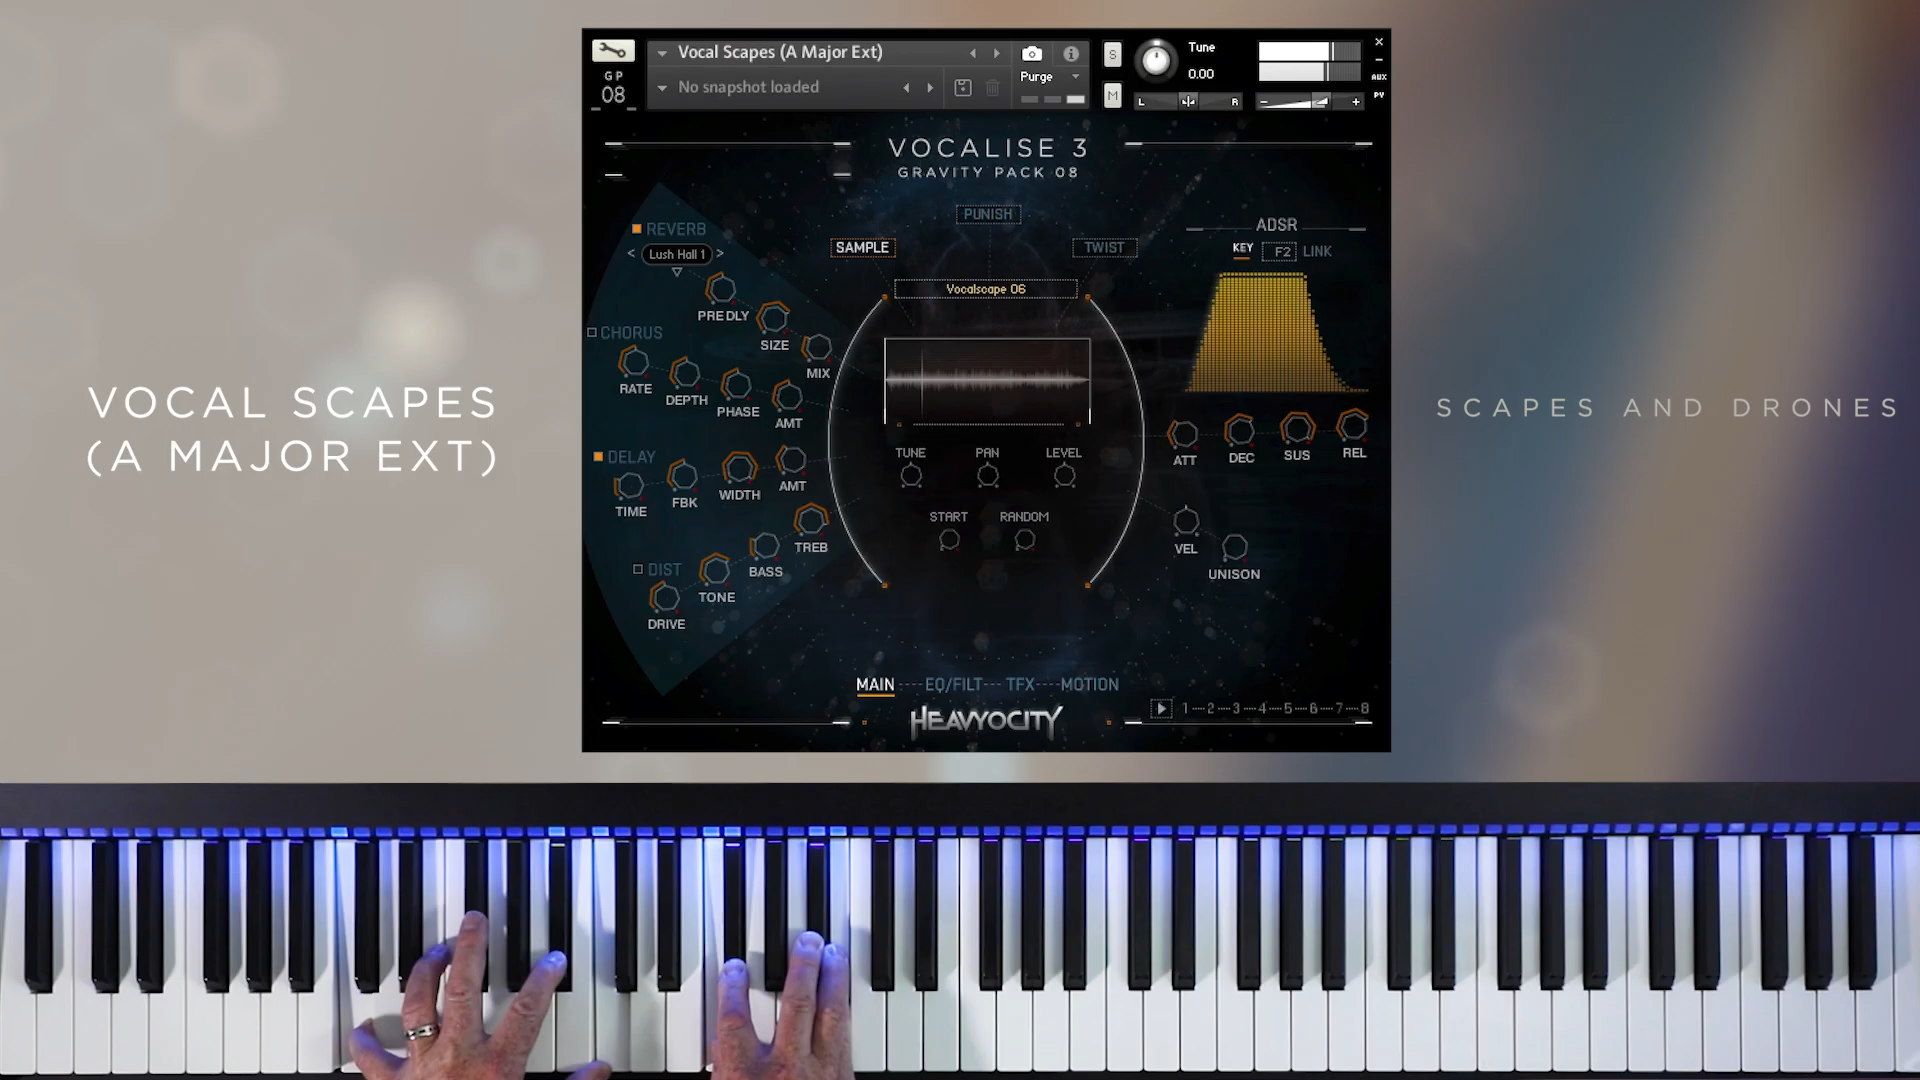 Vocal Scapes (A Major Ext)
GP
08
No snapshot loaded
Purge
S
M
Tune
0.00
L
R
AUX
PV
VOCALISE 3
GRAVITY PACK 08
PUNISH
SAMPLE
TWIST
Vocalscape 06
REVERB
Lush Hall 1
PRE DLY
SIZE
MIX
CHORUS
RATE
DEPTH
PHASE
AMT
DELAY
TIME
FBK
WIDTH
AMT
DIST
DRIVE
TONE
BASS
TREB
TUNE
PAN
LEVEL
START
RANDOM
ADSR
KEY
F2
LINK
ATT
DEC
SUS
REL
VEL
UNISON
MAIN EQ/FILT TFX MOTION
HEAVYOCITY
1 2 3 4 5 6 7 8
VOCAL SCAPES
(A MAJOR EXT)
SCAPES AND DRONES